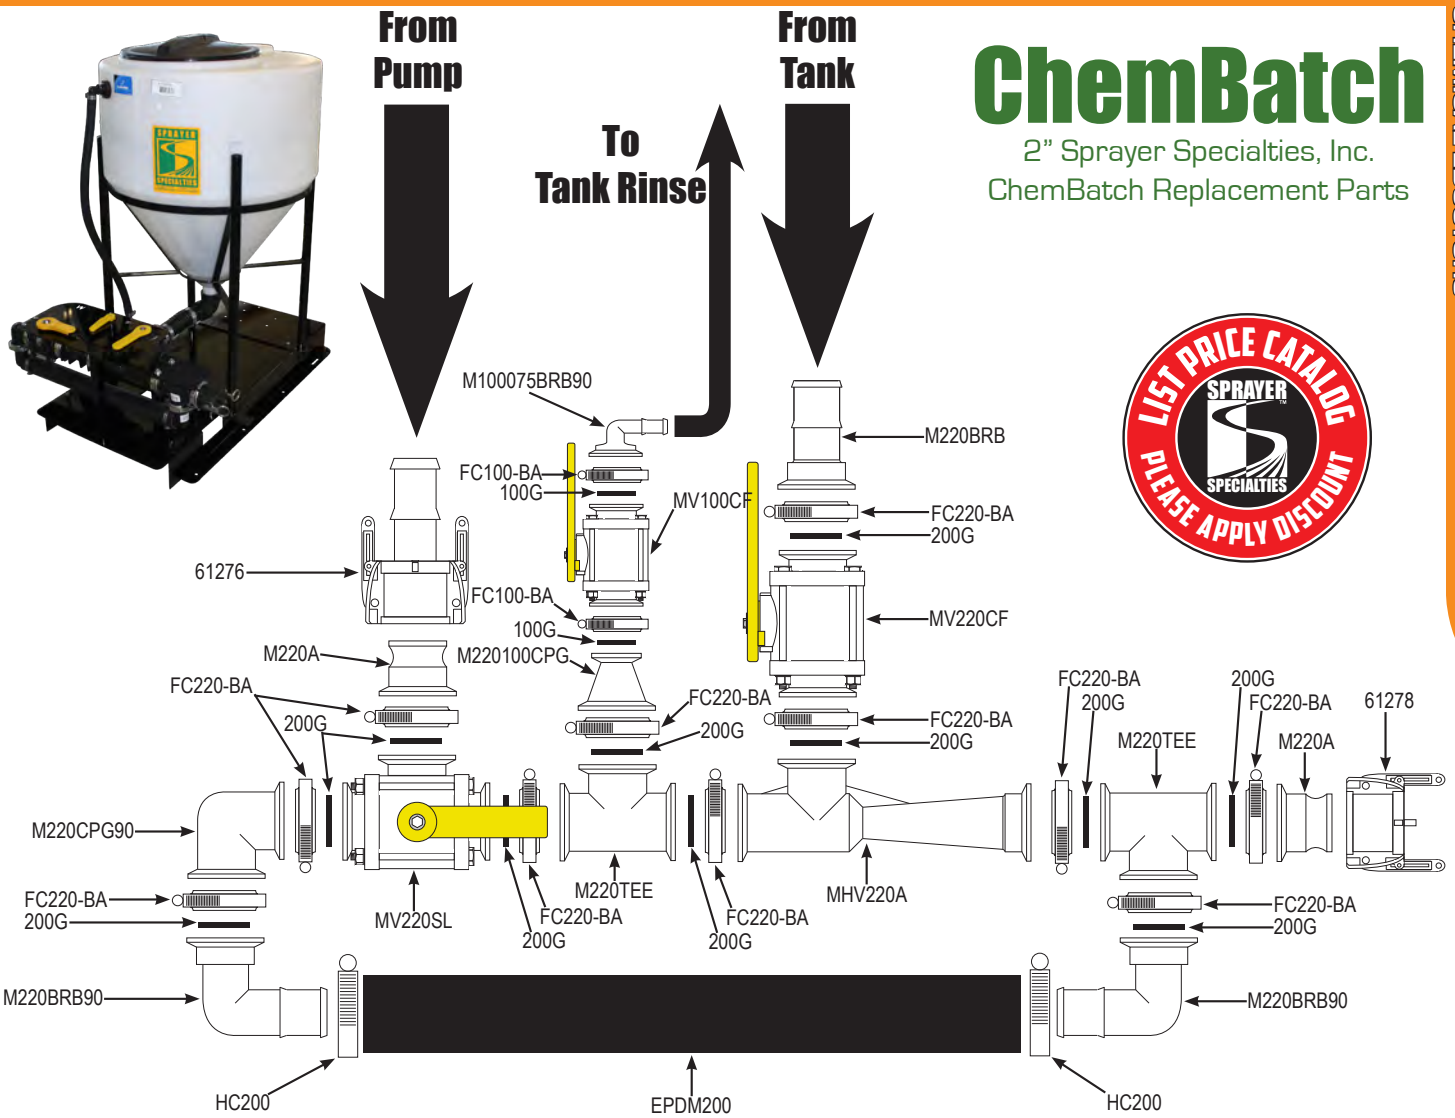 From
Pump
From
Tank
To
Tank Rinse
ChemBatch
2” Sprayer Specialties, Inc.
ChemBatch Replacement Parts
SPRAYER
SPECIALTIES
LIST PRICE CATALOG
SPRAYER
SPECIALTIES
PLEASE APPLY DISCOUNT
M100075BRB90
FC100-BA
100G
MV100CF
M220BRB
FC220-BA
200G
61276
FC100-BA
100G
MV220CF
M220A
M220100CPG
FC220-BA
200G
FC220-BA
200G
FC220-BA
200G
FC220-BA
200G
200G
FC220-BA
61278
M220TEE
M220A
M220CPG90
FC220-BA
200G
MV220SL
M220TEE
FC220-BA
200G
FC220-BA
200G
MHV220A
FC220-BA
200G
M220BRB90
M220BRB90
HC200
EPDM200
HC200